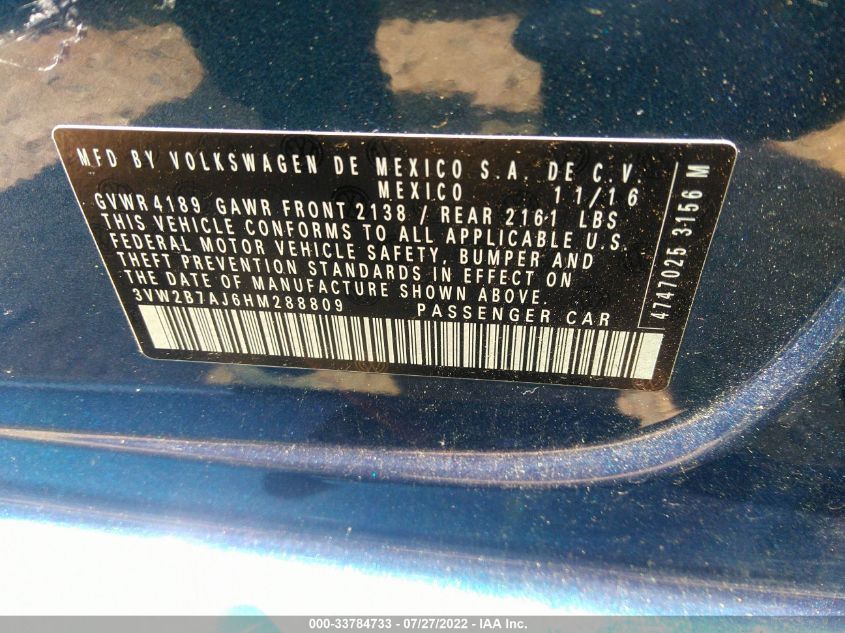 MFD BY VOLKSWAGEN DE MEXICO S.A. DE C.V.
MEXICO 11/16
GVWR 4189 GAWR FRONT 2138 / REAR 2161 LBS
THIS VEHICLE CONFORMS TO ALL APPLICABLE U.S.
FEDERAL MOTOR VEHICLE SAFETY, BUMPER AND
THEFT PREVENTION STANDARDS IN EFFECT ON
THE DATE OF MANUFACTURE SHOWN ABOVE.
3VW2B7AJ6HM288809 PASSENGER CAR
4747025 3156 M
000-33784733 - 07/27/2022 - IAA Inc.